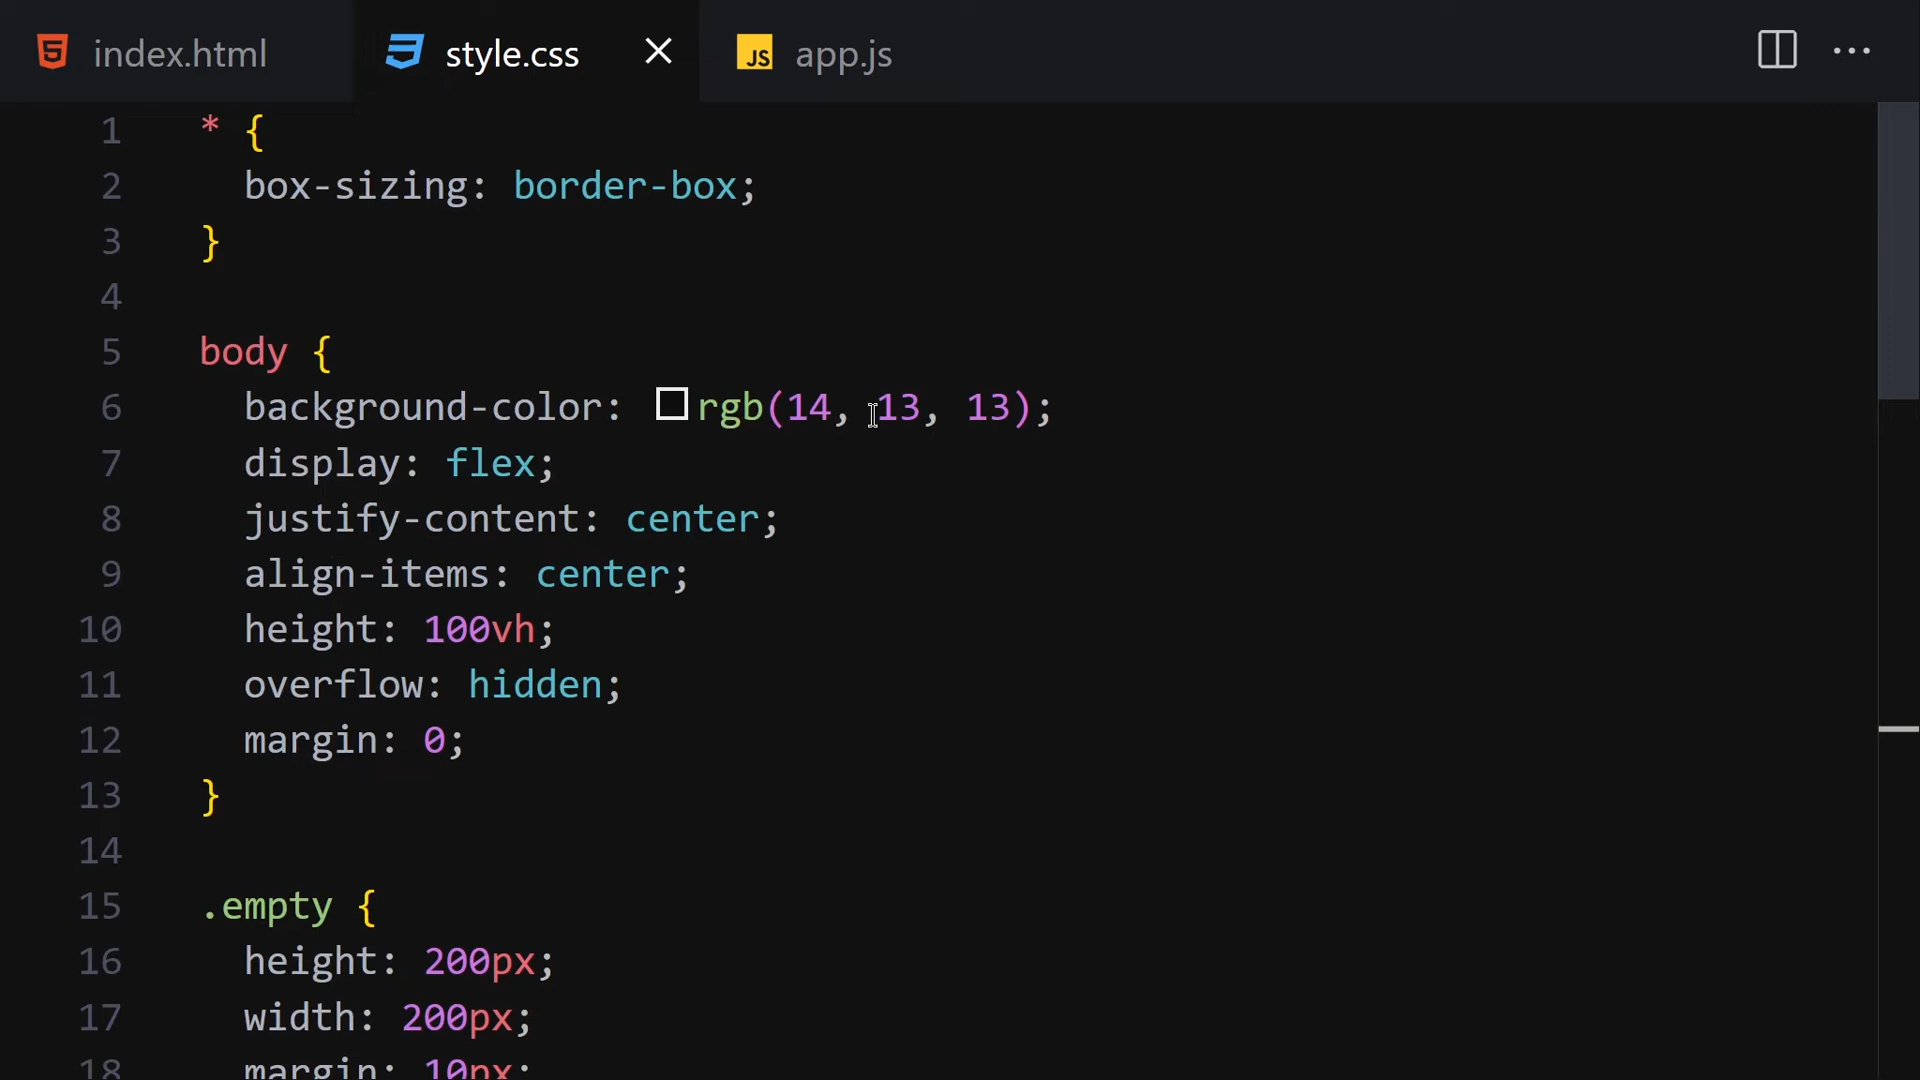 index.html style.css app.js
1 * {
2 box-sizing: border-box;
3 }
4
5 body {
6 background-color: rgb(14, 13, 13);
7 display: flex;
8 justify-content: center;
9 align-items: center;
10 height: 100vh;
11 overflow: hidden;
12 margin: 0;
13 }
14
15 .empty {
16 height: 200px;
17 width: 200px;
18 margin: 10px;